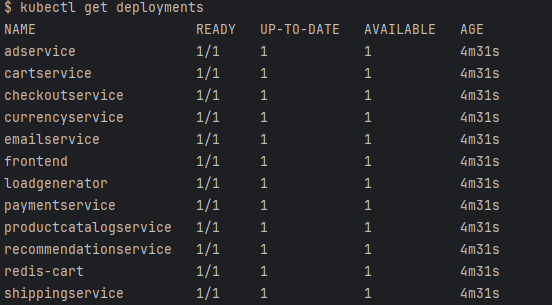 $ kubectl get deployments
NAME READY UP-TO-DATE AVAILABLE AGE
adservice 1/1 1 1 4m31s
cartservice 1/1 1 1 4m31s
checkoutservice 1/1 1 1 4m31s
currencyservice 1/1 1 1 4m31s
emailservice 1/1 1 1 4m31s
frontend 1/1 1 1 4m31s
loadgenerator 1/1 1 1 4m31s
paymentservice 1/1 1 1 4m31s
productcatalogservice 1/1 1 1 4m31s
recommendationservice 1/1 1 1 4m31s
redis-cart 1/1 1 1 4m31s
shippingservice 1/1 1 1 4m31s